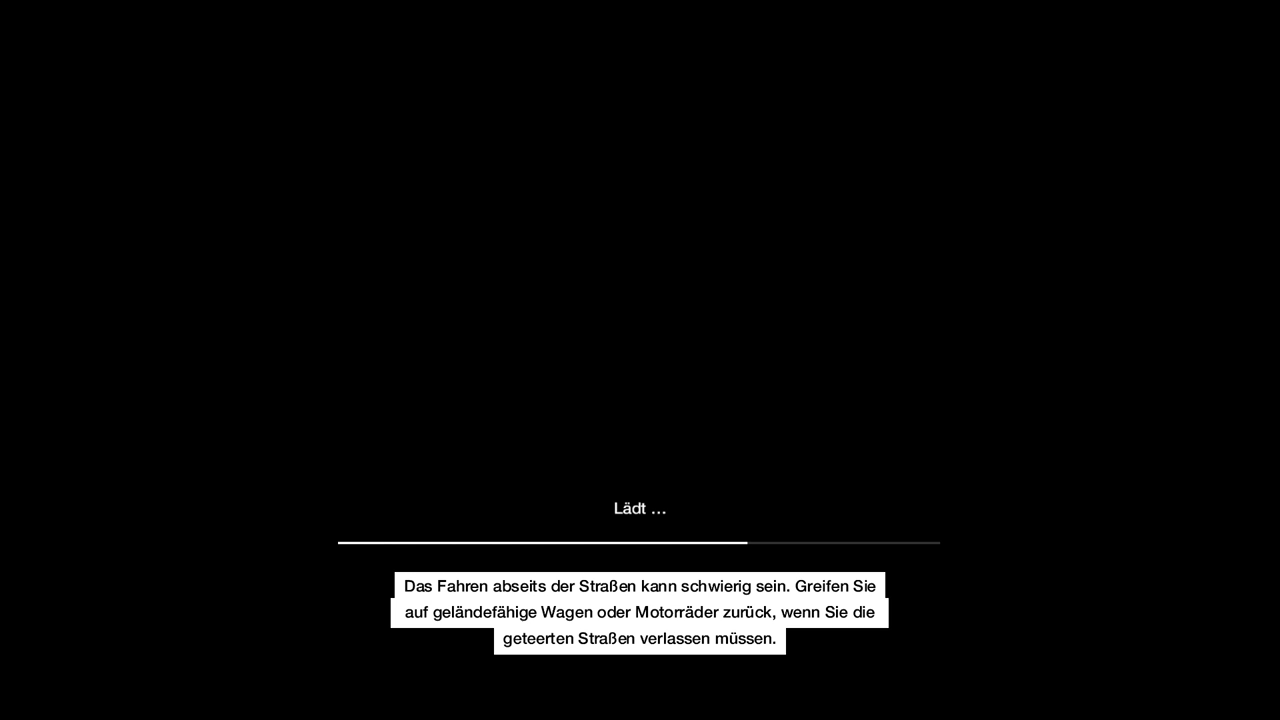 Lädt ...
Das Fahren abseits der Straßen kann schwierig sein. Greifen Sie
auf geländefähige Wagen oder Motorräder zurück, wenn Sie die
geteerten Straßen verlassen müssen.